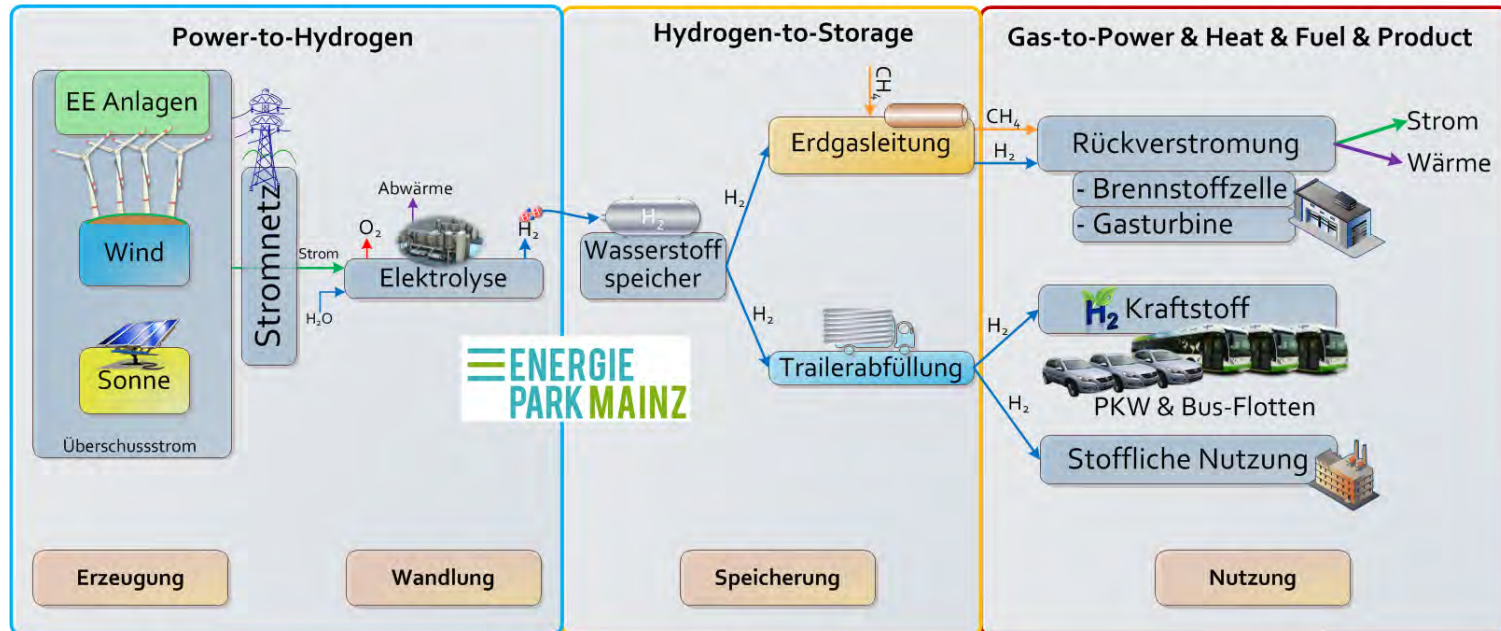 Power-to-Hydrogen
EE Anlagen
Wind
Sonne
Überschussstrom
Stromnetz
Strom
H₂O
O₂
Abwärme
H₂
Elektrolyse
ENERGIE
PARK MAINZ
Erzeugung
Wandlung
Hydrogen-to-Storage
H₂
Wasserstoff
speicher
H₂
H₂
CH₄
Erdgasleitung
Trailerabfüllung
Speicherung
Gas-to-Power & Heat & Fuel & Product
CH₄
H₂
Rückverstromung
- Brennstoffzelle
- Gasturbine
Strom
Wärme
H₂
H₂ Kraftstoff
PKW & Bus-Flotten
H₂
Stoffliche Nutzung
Nutzung